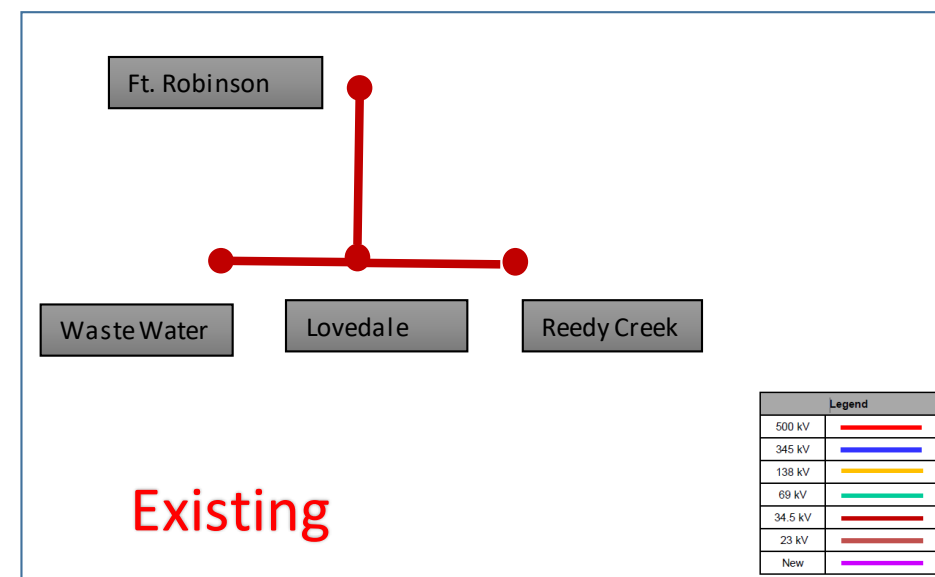 Ft. Robinson
Waste Water
Lovedale
Reedy Creek
Existing
Legend
500 kV
345 kV
138 kV
69 kV
34.5 kV
23 kV
New